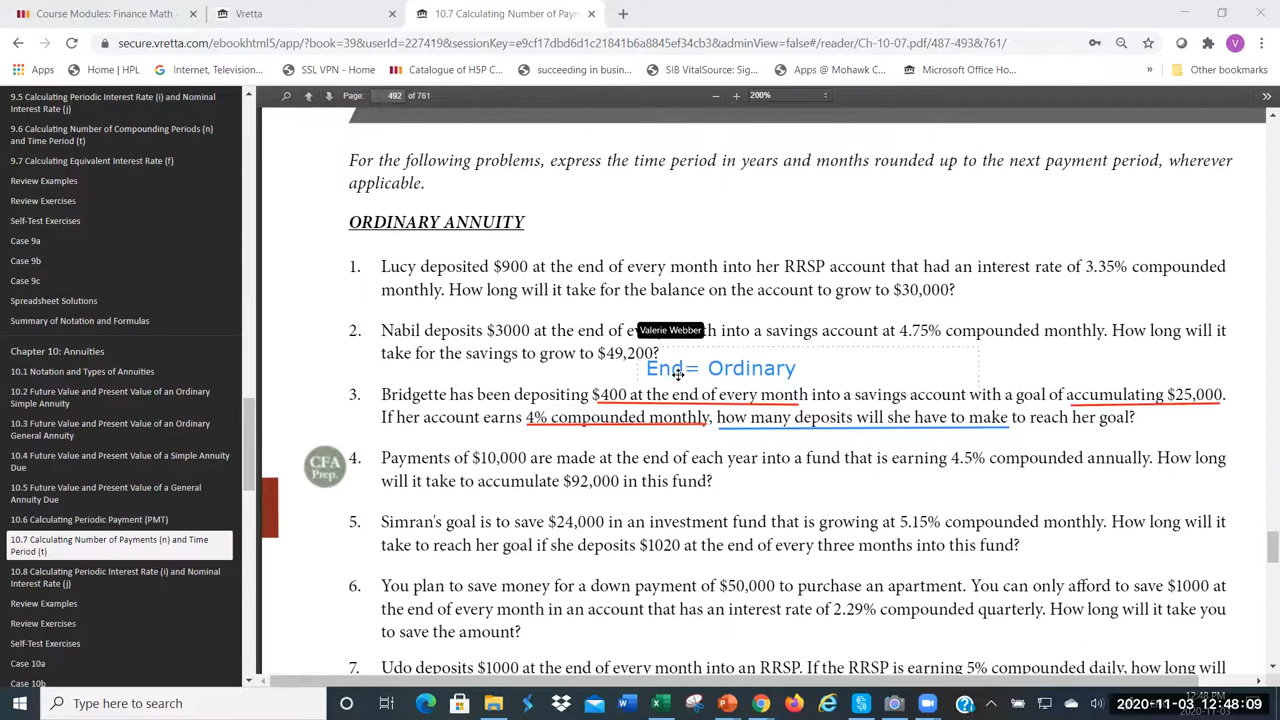 Course Modules: Finance Math -
Vretta
10.7 Calculating Number of Payn
secure.vretta.com/ebookhtml5/app/?book=39&userId=227419&sessionKey=e9cf17dbd6d1c21841b6a8845ef34cb3&adminView=false#/reader/Ch-10-07.pdf/487-493&761/
Apps
Home | HPL
Internet, Television...
SSL VPN - Home
Catalogue of H5P C...
succeeding in busin...
SIB VitalSource: Sig...
Apps @ Mohawk C...
Microsoft Office Ho...
»
Other bookmarks
Page: 492 of 761
200%
9.5 Calculating Periodic Interest Rate (i) and Nominal
Interest Rate (j)
9.6 Calculating Number of Compounding Periods (n)
and Time Period (t)
9.7 Calculating Equivalent Interest Rate (f)
Review Examples
Review Exercises
Self-Test Exercises
Case 9a
Case 9b
Case 9c
Spreadsheet Solutions
Summary of Notation and Formulas
Chapter 10: Annuities
10.1 Notation and Types of Annuities
10.2 Future Value and Present Value of an Ordinary
Simple Annuity
10.3 Future Value and Present Value of an Ordinary
General Annuity
10.4 Future Value and Present Value of a Simple Annuity
Due
10.5 Future Value and Present Value of a General
Annuity Due
10.6 Calculating Periodic Payment (PMT)
10.7 Calculating Number of Payments (n) and Time
Period (t)
10.8 Calculating Periodic Interest Rate (i) and Nominal
Interest Rate (j)
Review Examples
Review Exercises
Self-Test Exercises
Case 10a
Case 10b
For the following problems, express the time period in years and months rounded up to the next payment period, wherever
applicable.
ORDINARY ANNUITY
1. Lucy deposited $900 at the end of every month into her RRSP account that had an interest rate of 3.35% compounded
monthly. How long will it take for the balance on the account to grow to $30,000?
2. Nabil deposits $3000 at the end of into a savings account at 4.75% compounded monthly. How long will it
Valerie Webber
take for the savings to grow to $49,200?
End= Ordinary
3. Bridgette has been depositing $400 at the end of every month into a savings account with a goal of accumulating $25,000.
If her account earns 4% compounded monthly, how many deposits will she have to make to reach her goal?
CFA
Prep.
4. Payments of $10,000 are made at the end of each year into a fund that is earning 4.5% compounded annually. How long
will it take to accumulate $92,000 in this fund?
5. Simran's goal is to save $24,000 in an investment fund that is growing at 5.15% compounded monthly. How long will it
take to reach her goal if she deposits $1020 at the end of every three months into this fund?
6. You plan to save money for a down payment of $50,000 to purchase an apartment. You can only afford to save $1000 at
the end of every month in an account that has an interest rate of 2.29% compounded quarterly. How long will it take you
to save the amount?
7. Udo deposits $1000 at the end of every month into an RRSP. If the RRSP is earning 5% compounded daily, how long will
Type here to search
2020-11-03 12:48:09